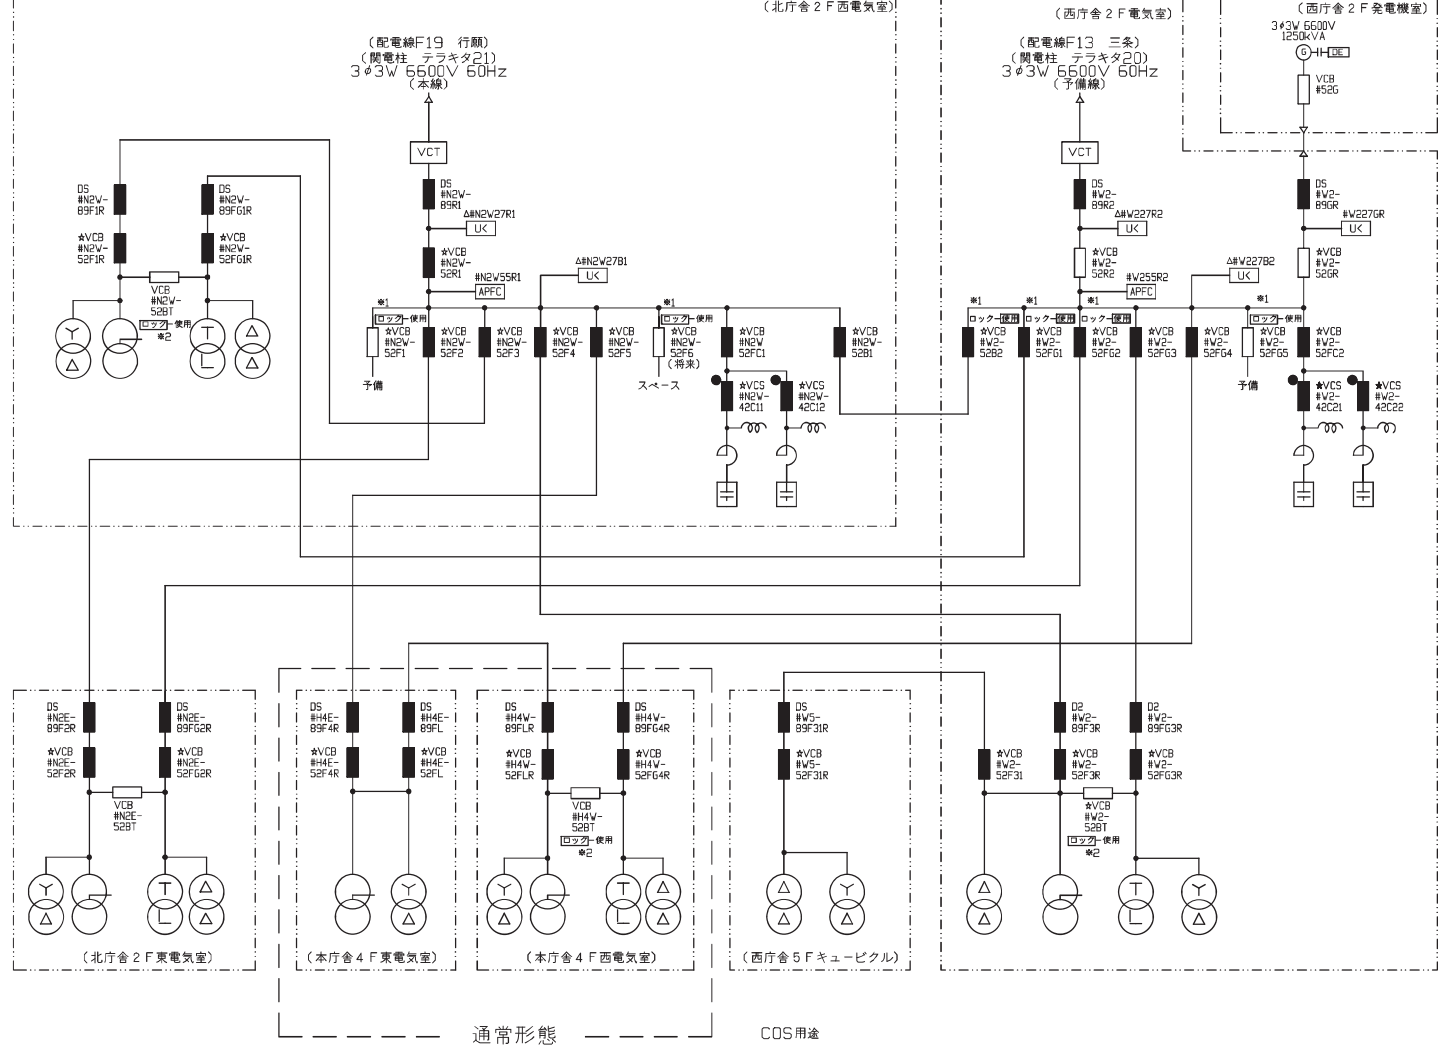 (北庁舎2F西電気室)
(西庁舎2F電気室)
(西庁舎2F発電機室)
(配電線F19 行願)
(関電柱 テラキタ21)
3φ3W 6600V 60Hz
(本線)
(配電線F13 三条)
(関電柱 テラキタ20)
3φ3W 6600V 60Hz
(予備線)
3φ3W 6600V
1250kVA
G
DE
VCB
#52G
VCT
VCT
DS
#N2W-
89F1R
DS
#N2W-
89FG1R
DS
#N2W-
89R1
DS
#W2-
89R2
DS
#W2-
89GR
△#N2W27R1
U<
△#W227R2
U<
#W227GR
U<
☆VCB
#N2W-
52F1R
☆VCB
#N2W-
52FG1R
☆VCB
#N2W-
52R1
☆VCB
#W2-
52R2
☆VCB
#W2-
52GR
△#N2W27B1
U<
△#W227B2
U<
#N2W55R1
APFC
#W255R2
APFC
VCB
#N2W-
52BT
ロック-使用
※2
※1
ロック-使用
☆VCB
#N2W-
52F1
予備
☆VCB
#N2W-
52F2
☆VCB
#N2W-
52F3
☆VCB
#N2W-
52F4
☆VCB
#N2W-
52F5
※1
ロック-使用
☆VCB
#N2W-
52F6
(将来)
スペース
☆VCB
#N2W
52FC1
☆VCB
#N2W-
52B1
※1
ロック-使用
☆VCB
#W2-
52B2
※1
ロック-使用
☆VCB
#W2-
52FG1
※1
ロック-使用
☆VCB
#W2-
52FG2
☆VCB
#W2-
52FG3
☆VCB
#W2-
52FG4
※1
ロック-使用
☆VCB
#W2-
52FG5
予備
☆VCB
#W2-
52FC2
☆VCS
#N2W-
42C11
☆VCS
#N2W-
42C12
★VCS
#W2-
42C21
★VCS
#W2-
42C22
DS
#N2E-
89F2R
DS
#N2E-
89FG2R
DS
#H4E-
89F4R
DS
#H4E-
89FL
DS
#H4W-
89FLR
DS
#H4W-
89FG4R
DS
#W5-
89F31R
D2
#W2-
89F3R
D2
#W2-
89FG3R
☆VCB
#N2E-
52F2R
☆VCB
#N2E-
52FG2R
☆VCB
#H4E-
52F4R
☆VCB
#H4E-
52FL
☆VCB
#H4W-
52FLR
☆VCB
#H4W-
52FG4R
☆VCB
#W5-
52F31R
☆VCB
#W2-
52F31
☆VCB
#W2-
52F3R
☆VCB
#W2-
52FG3R
VCB
#N2E-
52BT
VCB
#H4W-
52BT
ロック-使用
※2
☆VCB
#W2-
52BT
ロック-使用
※2
(北庁舎2F東電気室)
(本庁舎4F東電気室)
(本庁舎4F西電気室)
(西庁舎5Fキュービクル)
通常形態
COS用途